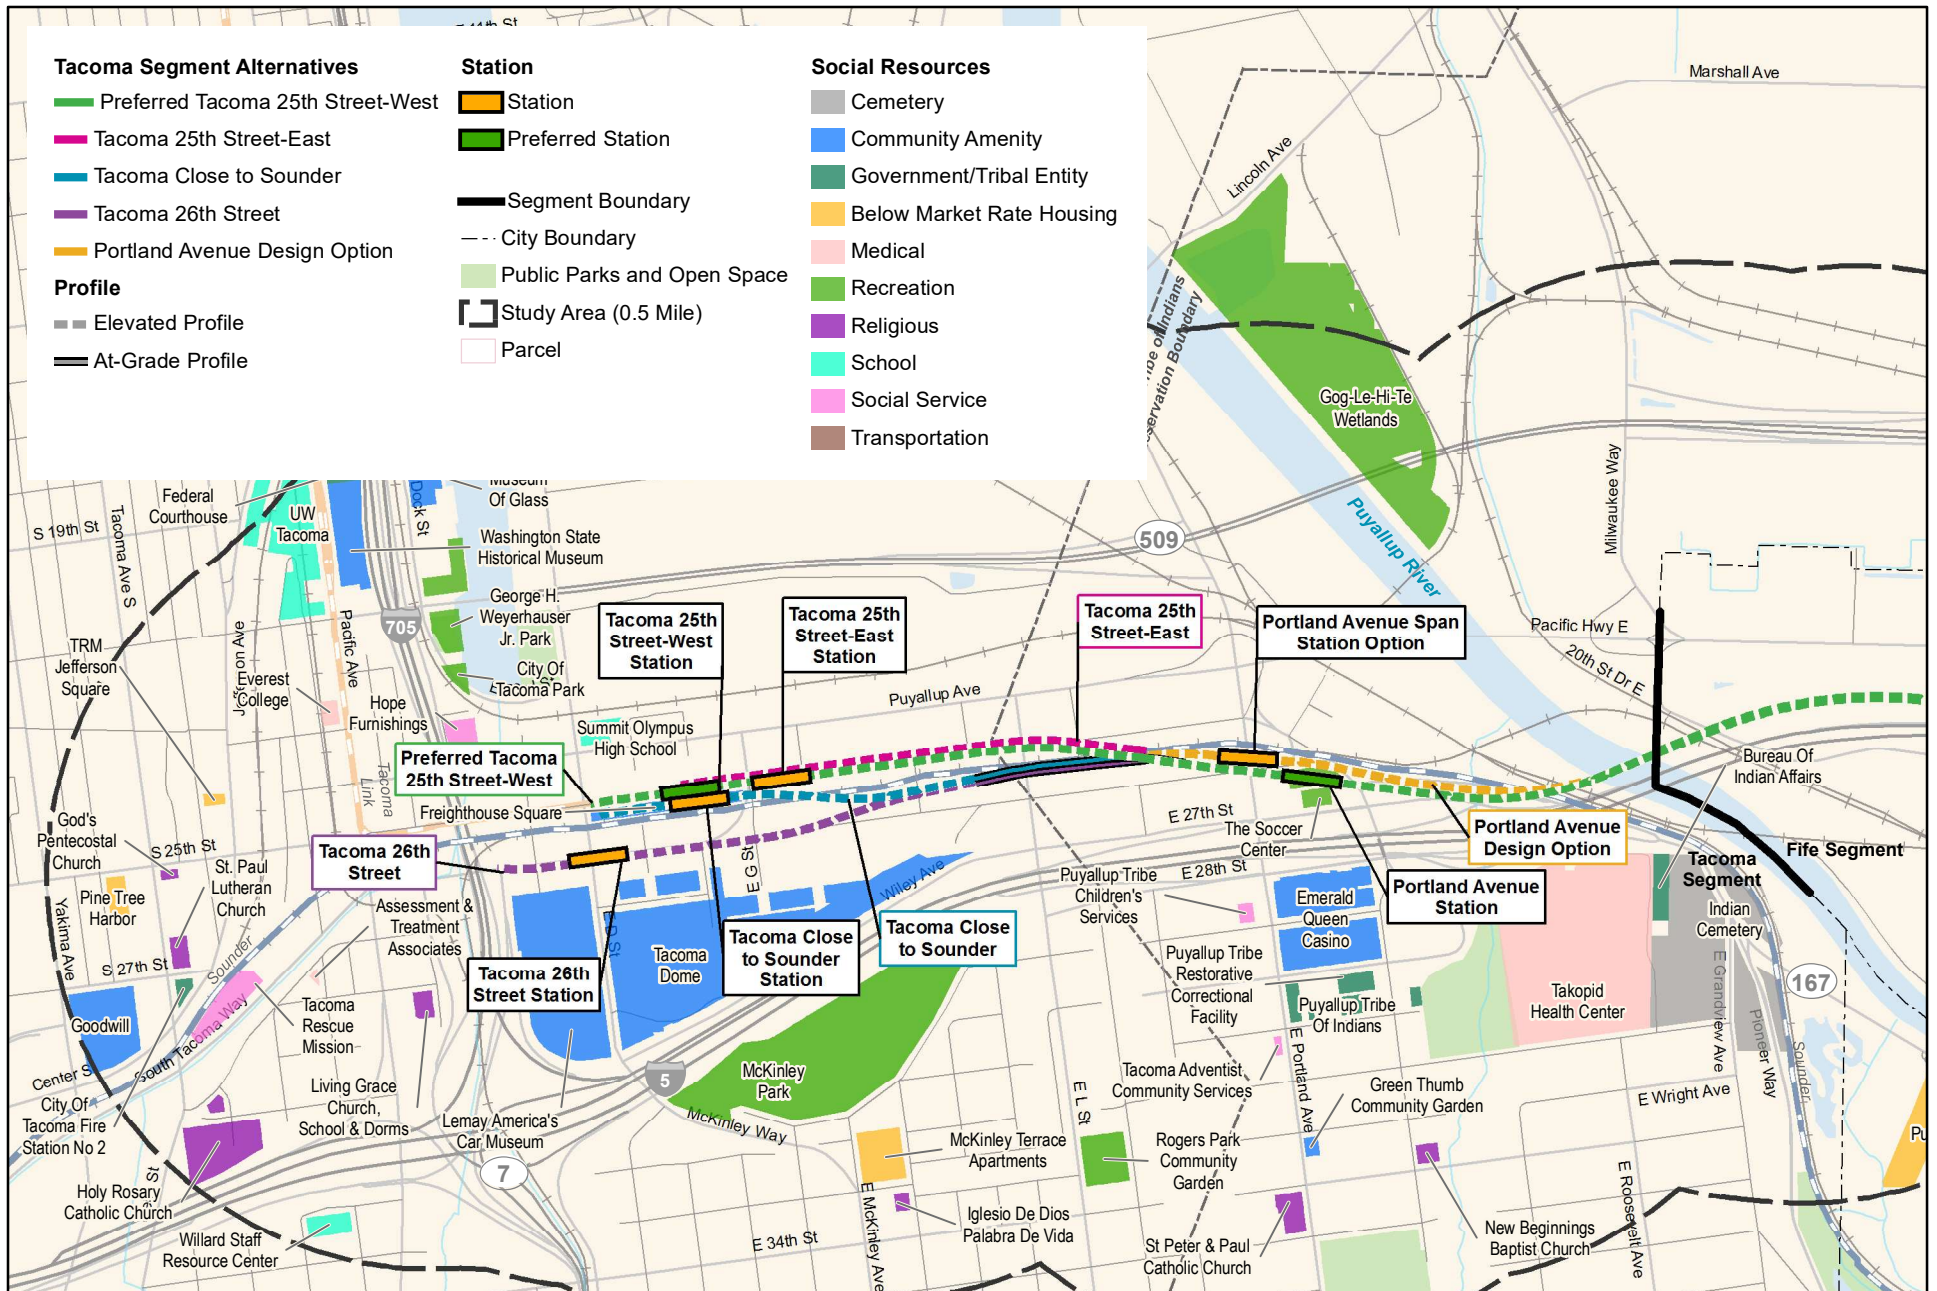 Tacoma Segment Alternatives
Preferred Tacoma 25th Street-West
Tacoma 25th Street-East
Tacoma Close to Sounder
Tacoma 26th Street
Portland Avenue Design Option
Profile
Elevated Profile
At-Grade Profile
Station
Station
Preferred Station
Segment Boundary
City Boundary
Public Parks and Open Space
Study Area (0.5 Mile)
Parcel
Social Resources
Cemetery
Community Amenity
Government/Tribal Entity
Below Market Rate Housing
Medical
Recreation
Religious
School
Social Service
Transportation
Marshall Ave
Lincoln Ave
Gog-Le-Hi-Te
Wetlands
Puyallup River
Milwaukee Way
of Indians
Boundary
509
Pacific Hwy E
20th St Dr E
Federal
Courthouse
UW
Tacoma
Dock St
Of Glass
S 19th St
Tacoma Ave S
Washington State
Historical Museum
705
George H.
Weyerhauser
Jr. Park
City Of
Tacoma Park
Pacific Ave
TRM
Jefferson
Square
Everest
College
Hope
Furnishings
Tacoma
Link
Summit Olympus
High School
Puyallup Ave
Tacoma 25th
Street-West
Station
Tacoma 25th
Street-East
Station
Tacoma 25th
Street-East
Portland Avenue Span
Station Option
Preferred Tacoma
25th Street-West
Freighthouse Square
Tacoma 26th
Street
God's
Pentecostal
Church
S 25th St
St. Paul
Lutheran
Church
Pine Tree
Harbor
Yakima Ave
S 27th St
Sounder
Assessment &
Treatment
Associates
Tacoma 26th
Street Station
E D St
E G St
Tacoma
Dome
Wiley Ave
Tacoma Close
to Sounder
Station
Tacoma Close
to Sounder
E 27th St
The Soccer
Center
E 28th St
Puyallup Tribe
Children's
Services
Emerald
Queen
Casino
Portland Avenue
Design Option
Portland Avenue
Station
Bureau Of
Indian Affairs
Tacoma
Segment
Fife Segment
Indian
Cemetery
E Grandview Ave
167
Pioneer Way
Sounder
Takopid
Health Center
Puyallup Tribe
Restorative
Correctional
Facility
Puyallup Tribe
Of Indians
E Portland Ave
Goodwill
Center S
South Tacoma Way
Tacoma
Rescue
Mission
City Of
Tacoma Fire
Station No 2
Living Grace
Church,
School & Dorms
Lemay America's
Car Museum
5
McKinley
Park
McKinley Way
7
Holy Rosary
Catholic Church
St
Willard Staff
Resource Center
McKinley Terrace
Apartments
E McKinley Ave
Iglesio De Dios
Palabra De Vida
E 34th St
E L St
Tacoma Adventist
Community Services
Rogers Park
Community
Garden
Green Thumb
Community Garden
E Wright Ave
St Peter & Paul
Catholic Church
New Beginnings
Baptist Church
E Roosevelt Ave
Pu